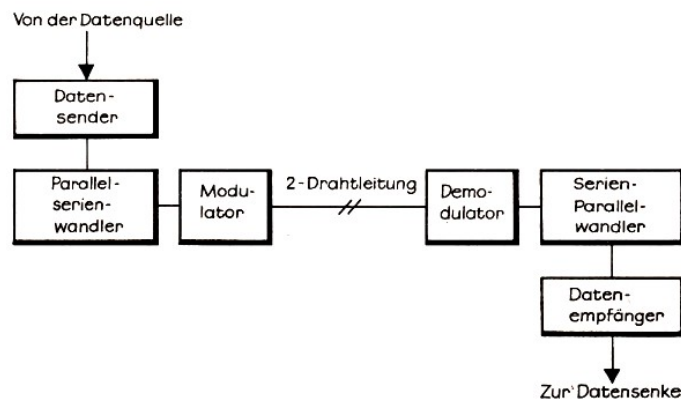 Von der Datenquelle
Daten-
sender
Parallel-
serien-
wandler
Modu-
lator
2-Drahtleitung
Demo-
dulator
Serien-
Parallel-
wandler
Daten-
empfänger
Zur Datensenke